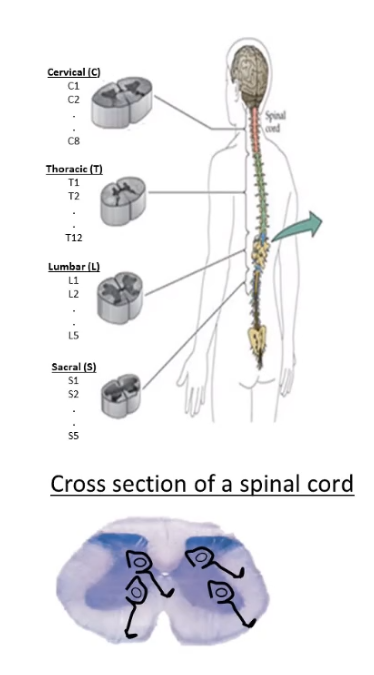 Cervical (C)
C1
C2
.
.
C8
Spinal
cord
Thoracic (T)
T1
T2
.
.
T12
Lumbar (L)
L1
L2
.
.
L5
Sacral (S)
S1
S2
.
.
S5
Cross section of a spinal cord